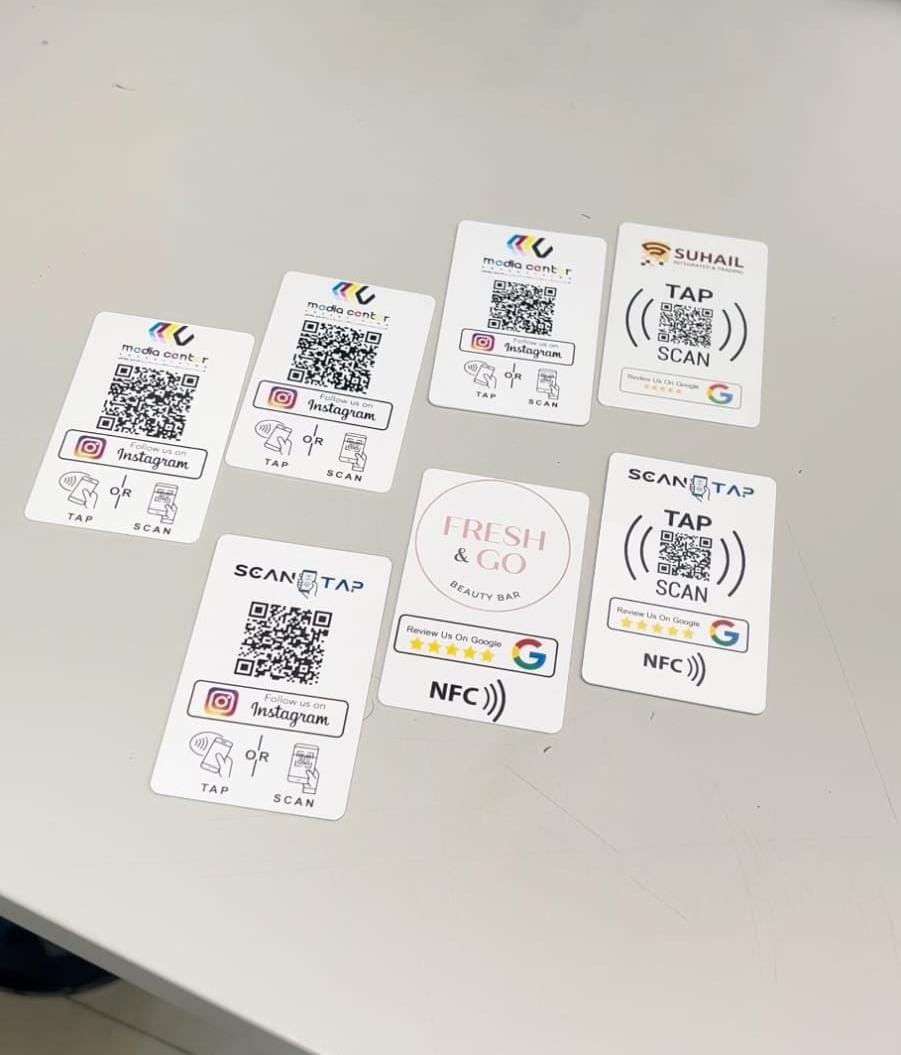 media center
Follow us on
Instagram
OR
TAP
SCAN
media center
Follow us on
Instagram
OR
TAP
SCAN
media center
Follow us on
Instagram
OR
TAP
SCAN
SUHAIL
INTEGRATED & TRADING
TAP
SCAN
Review Us On Google
G
SCAN TAP
Follow us on
Instagram
OR
TAP
SCAN
FRESH
& GO
BEAUTY BAR
Review Us On Google
G
NFC
SCAN TAP
TAP
SCAN
Review Us On Google
G
NFC